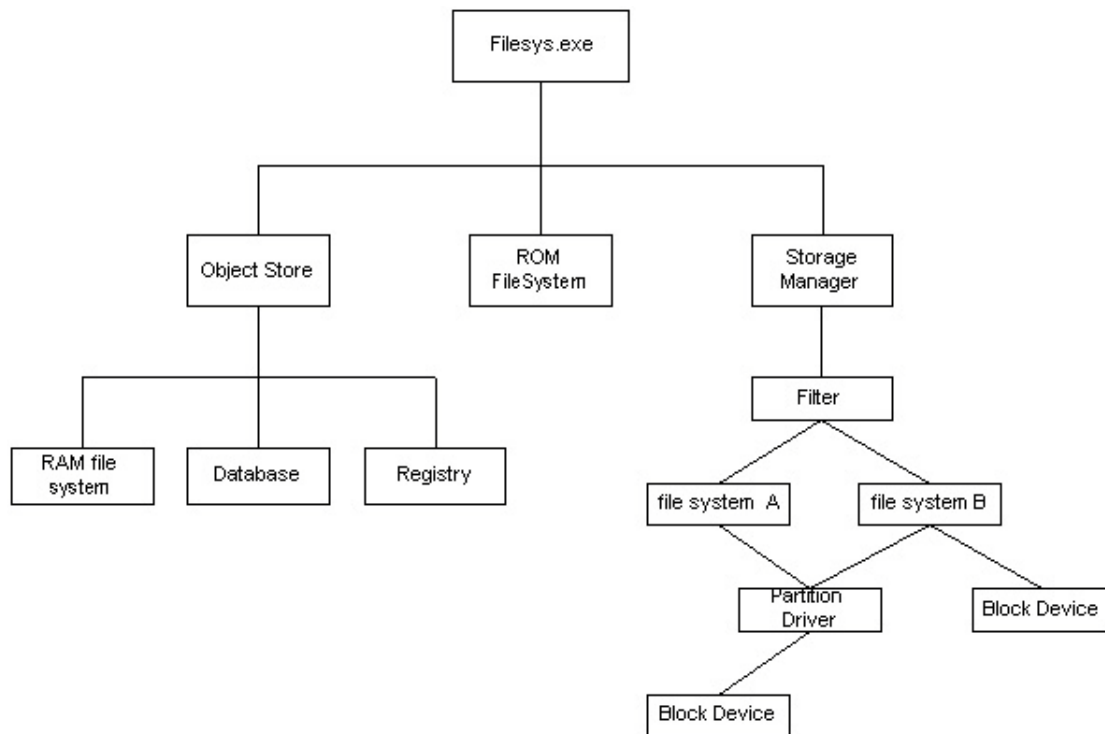 Filesys.exe
Object Store
ROM
FileSystem
Storage
Manager
Filter
RAM file
system
Database
Registry
file system A
file system B
Partition
Driver
Block Device
Block Device